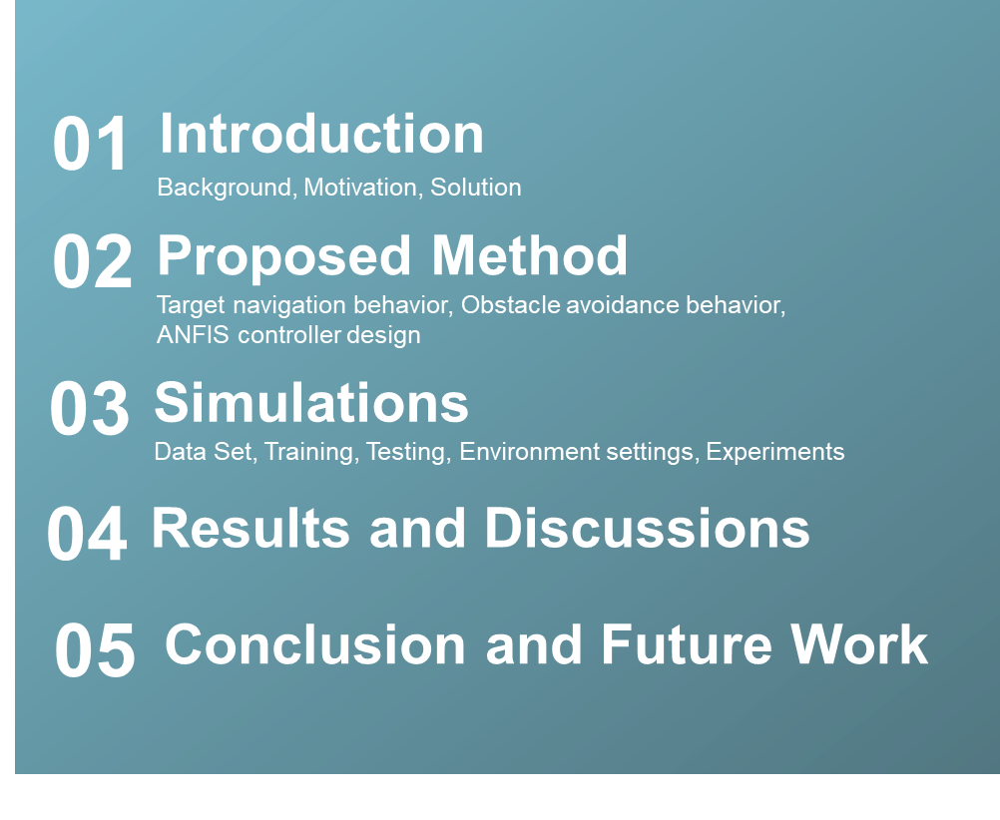 01 Introduction
Background, Motivation, Solution
02 Proposed Method
Target navigation behavior, Obstacle avoidance behavior,
ANFIS controller design
03 Simulations
Data Set, Training, Testing, Environment settings, Experiments
04 Results and Discussions
05 Conclusion and Future Work